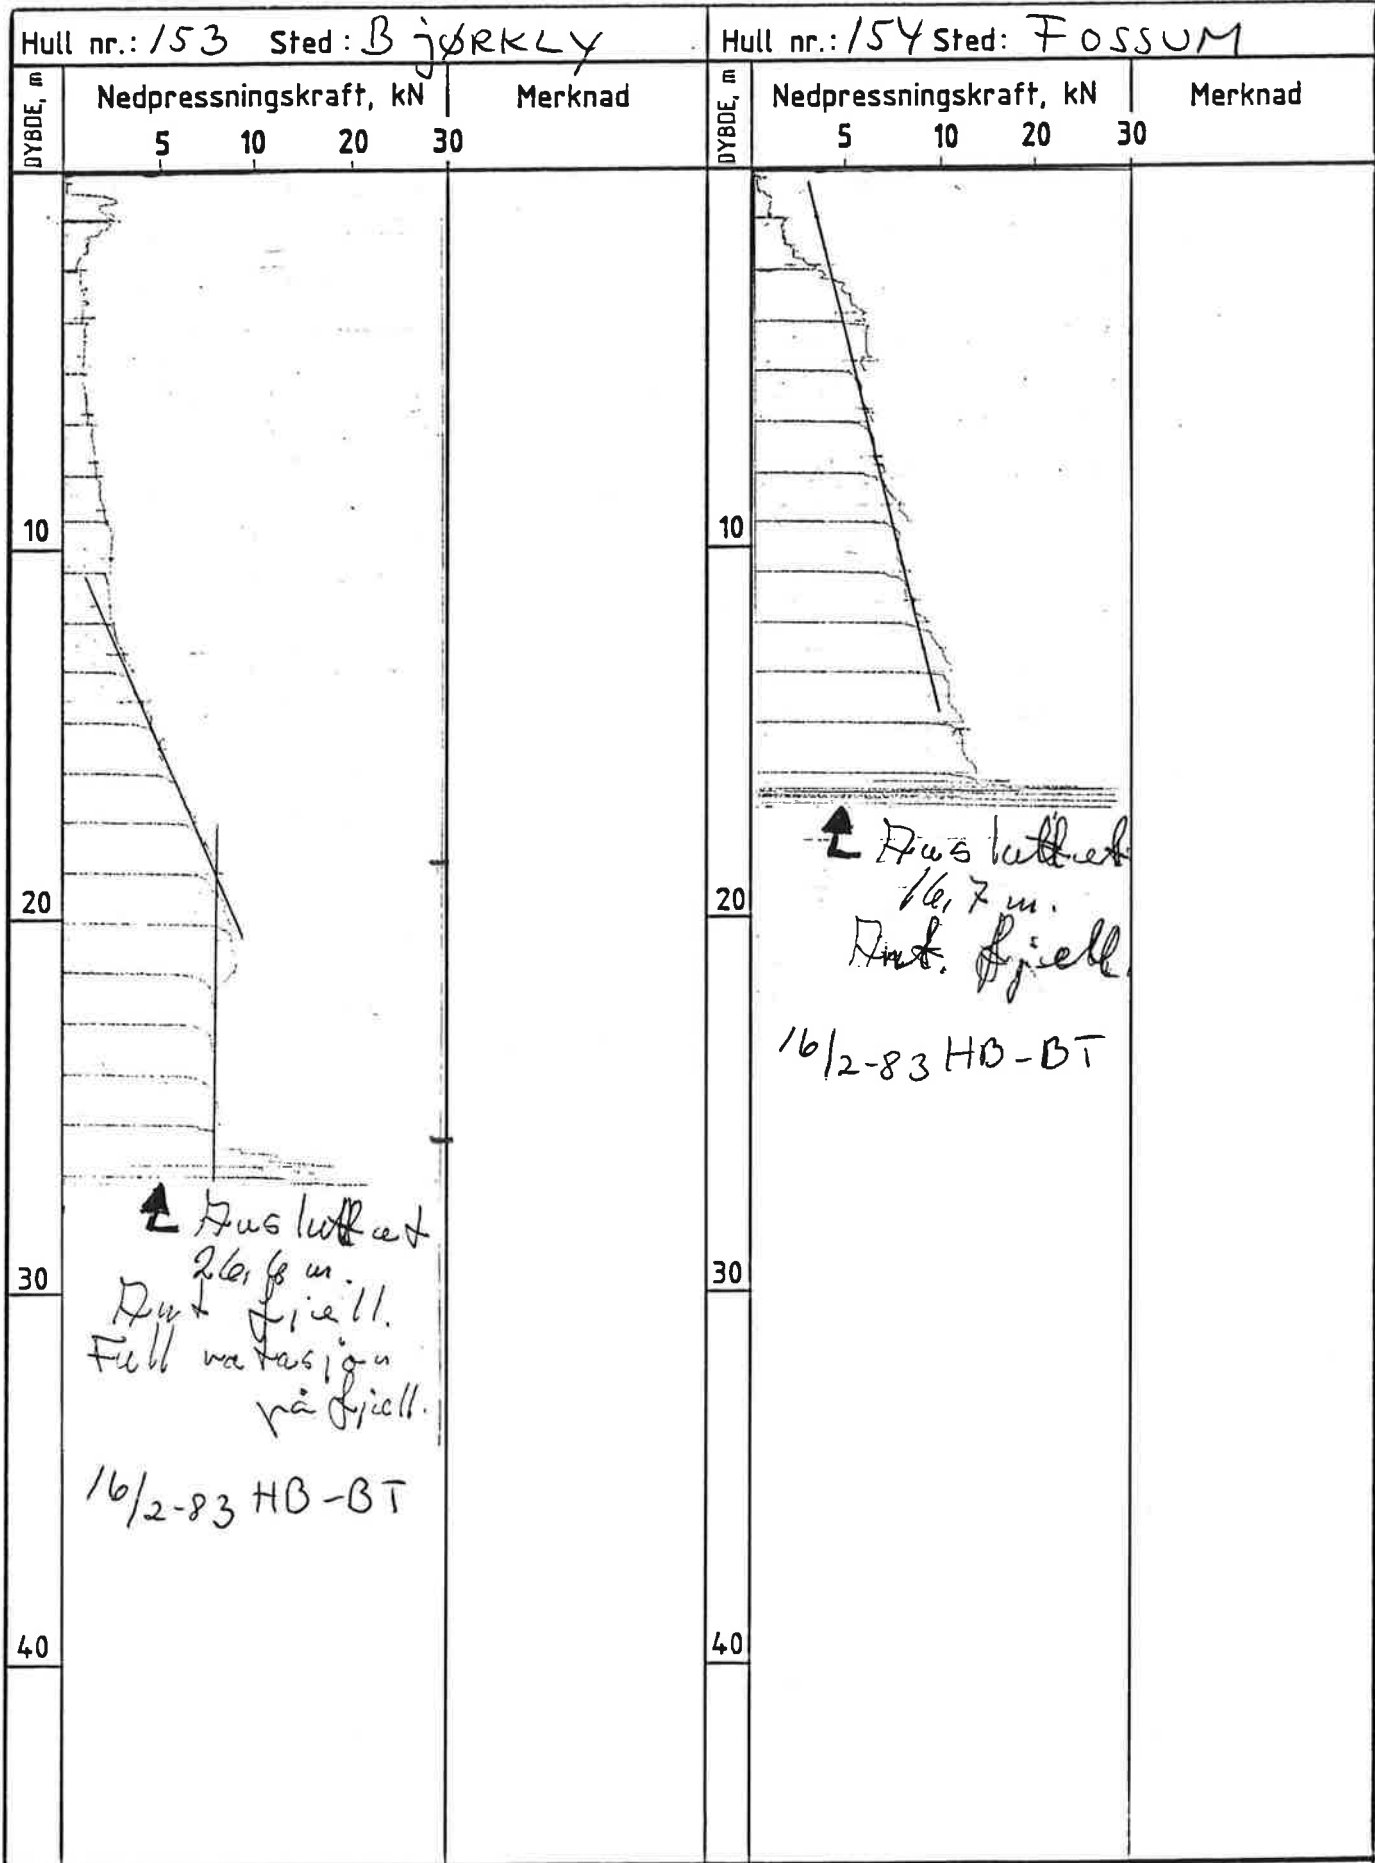 Hull nr.: 153 Sted: BjØRKLY
DYBDE, m
Nedpressningskraft, kN
Merknad
5 10 20 30
10
20
Avsluttet
26,6 m.
30
Ant fjell.
Full rotasjon
på fjell.
16/2-83 HB-BT
40
Hull nr.: 154 Sted: FOSSUM
DYBDE, m
Nedpressningskraft, kN
Merknad
5 10 20 30
10
Avsluttet
16,7 m.
20
Ant. fjell.
16/2-83 HB-BT
30
40